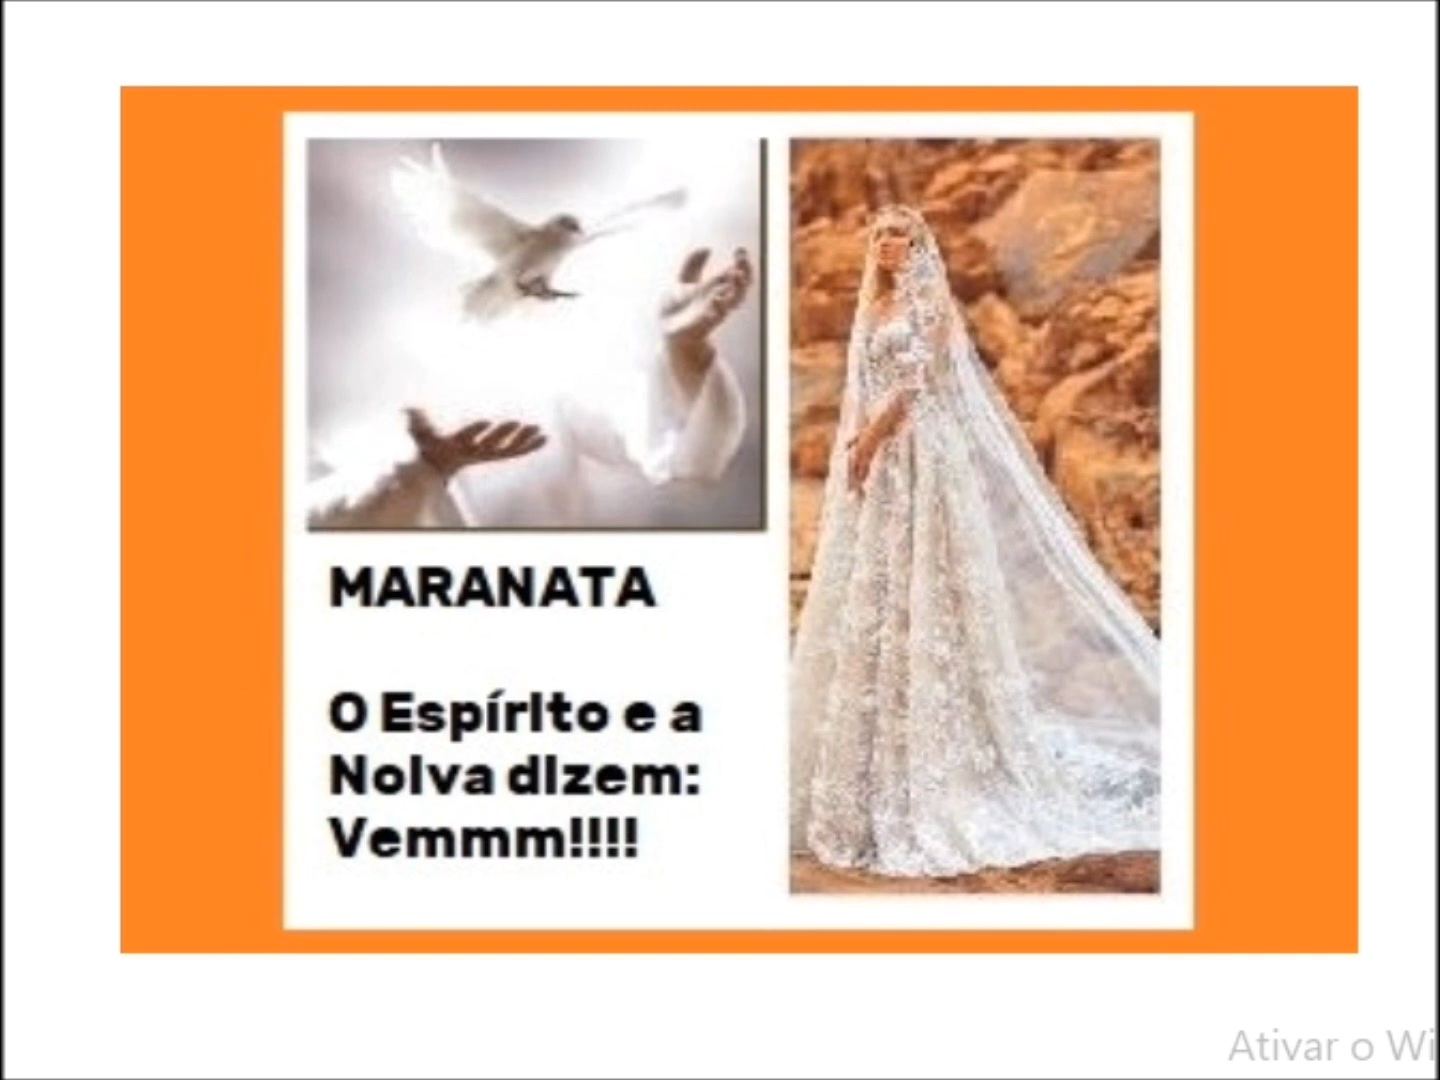 MARANATA
O Espírito e a
Noiva dizem:
Vemmm!!!!
Ativar o Wi